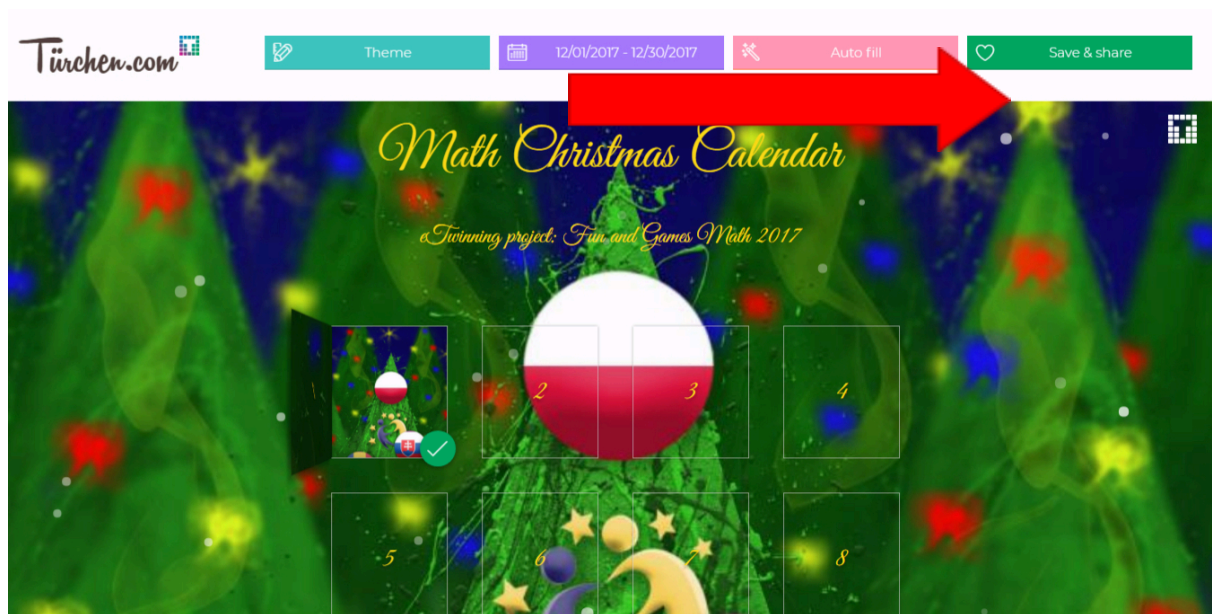 Türchen.com
Theme
12/01/2017 - 12/30/2017
Auto fill
Save & share
Math Christmas Calendar
eTwinning project: Fun and Games Math 2017
1
2
3
4
5
6
7
8